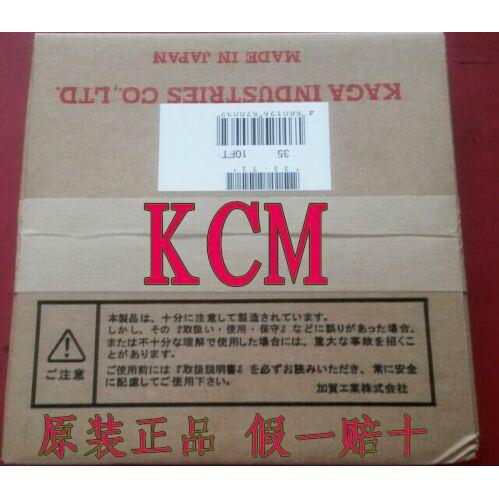 MADE IN JAPAN
KAGA INDUSTRIES CO.,LTD.
35 10FT
KCM
本製品は、十分に注意して製造されています。
しかし、その『取扱い・使用・保守』などに誤りがあった場合、
または不十分な理解で使用した場合には、重大な事故を招くこ
とがあります。
ご使用前には『取扱説明書』を必ずお読みいただき、常に安全
に配慮してご使用下さい。
加賀工業株式会社
ご注意
原装正品 假一赔十